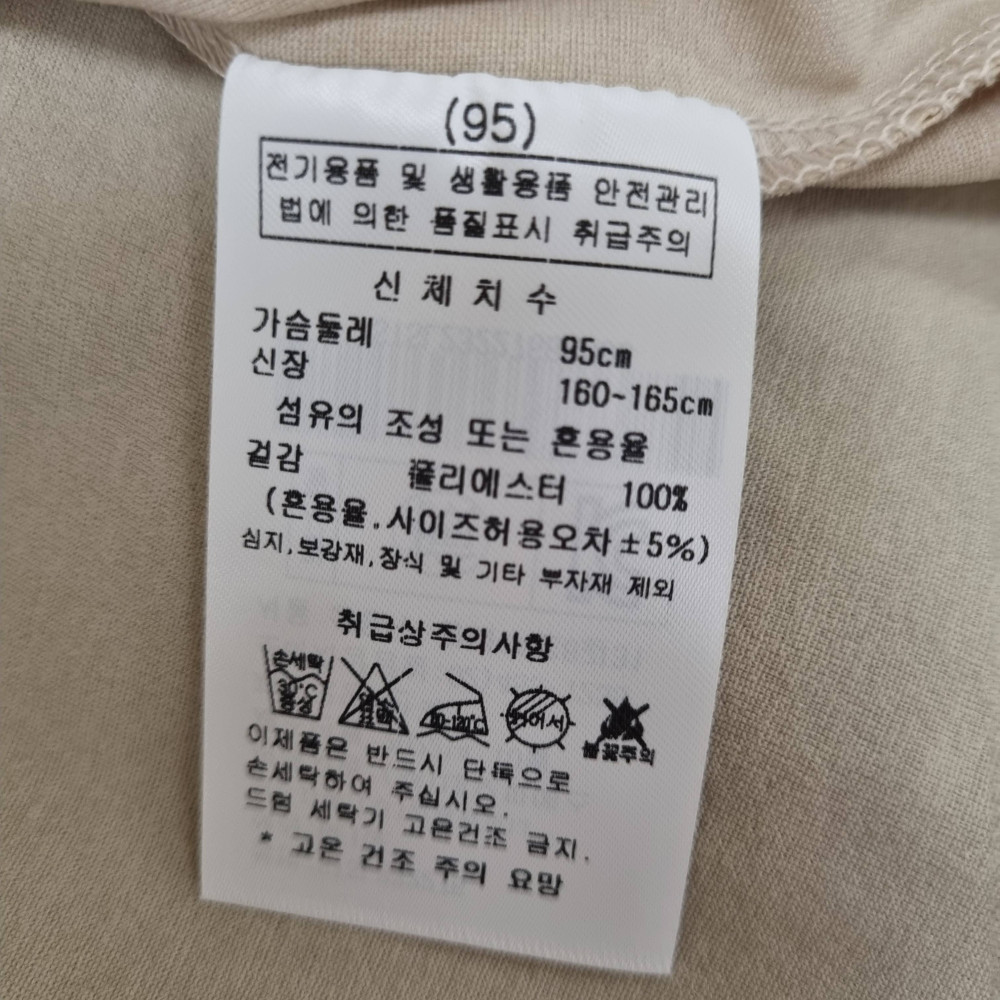 (95)
전기용품 및 생활용품 안전관리
법에 의한 품질표시 취급주의
신체치수
가슴둘레 95cm
신장 160~165cm
섬유의 조성 또는 혼용율
겉감 폴리에스터 100%
(혼용율.사이즈허용오차±5%)
심지,보강재,장식 및 기타 부자재 제외
취급상주의사항
손세탁
30°C
중성
염소
표백
80-120°C
뉘어서
불꽃주의
이제품은 반드시 단독으로
손세탁하여 주십시오.
드럼 세탁기 고온건조 금지.
* 고온 건조 주의 요망